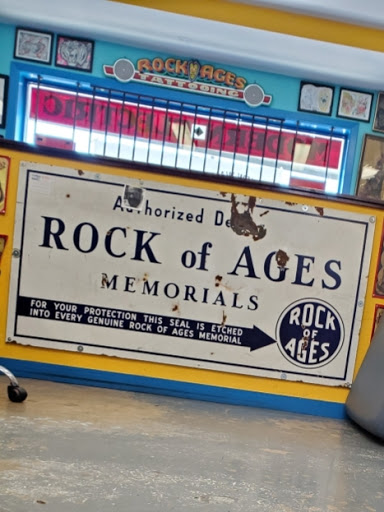 ROCK OF AGES
TATTOOING
Authorized
ROCK of AGES
MEMORIALS
FOR YOUR PROTECTION THIS SEAL IS ETCHED
INTO EVERY GENUINE ROCK OF AGES MEMORIAL
ROCK
OF
AGES